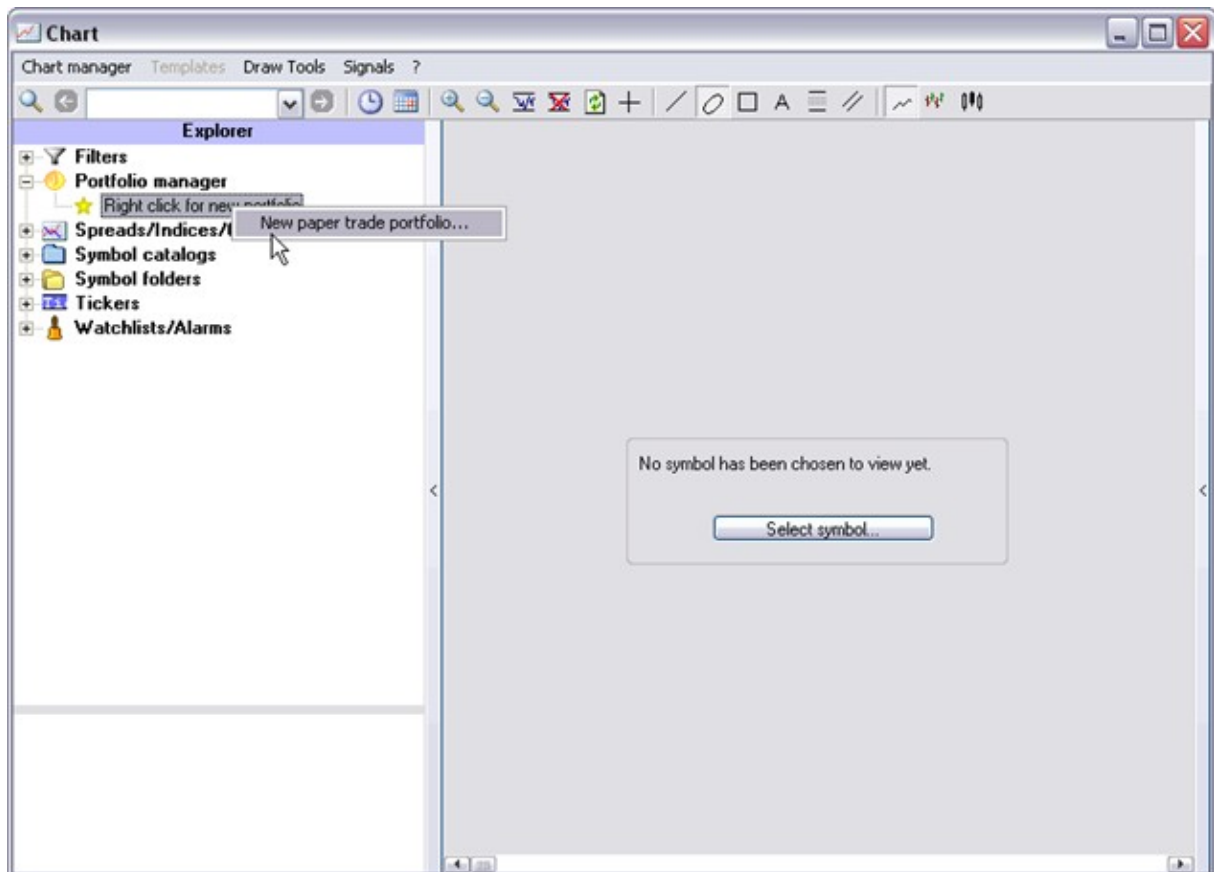 Chart
Chart manager Templates Draw Tools Signals ?
A
Explorer
Filters
Portfolio manager
Right click for new portfolio
New paper trade portfolio...
Spreads/Indices/
Symbol catalogs
Symbol folders
Tickers
Watchlists/Alarms
No symbol has been chosen to view yet.
Select symbol...